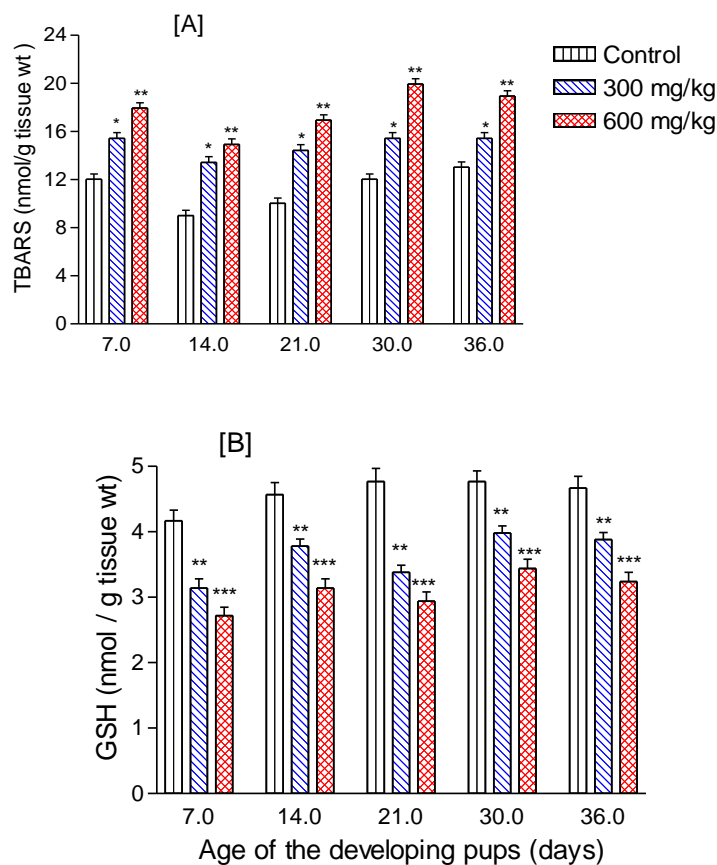 [A]
TBARS (nmol/g tissue wt)
24
20
16
12
8
4
0
* ** * ** * ** * ** * **
7.0 14.0 21.0 30.0 36.0
Control
300 mg/kg
600 mg/kg
[B]
GSH (nmol / g tissue wt)
5
4
3
2
1
0
** *** ** *** ** *** ** *** ** ***
7.0 14.0 21.0 30.0 36.0
Age of the developing pups (days)